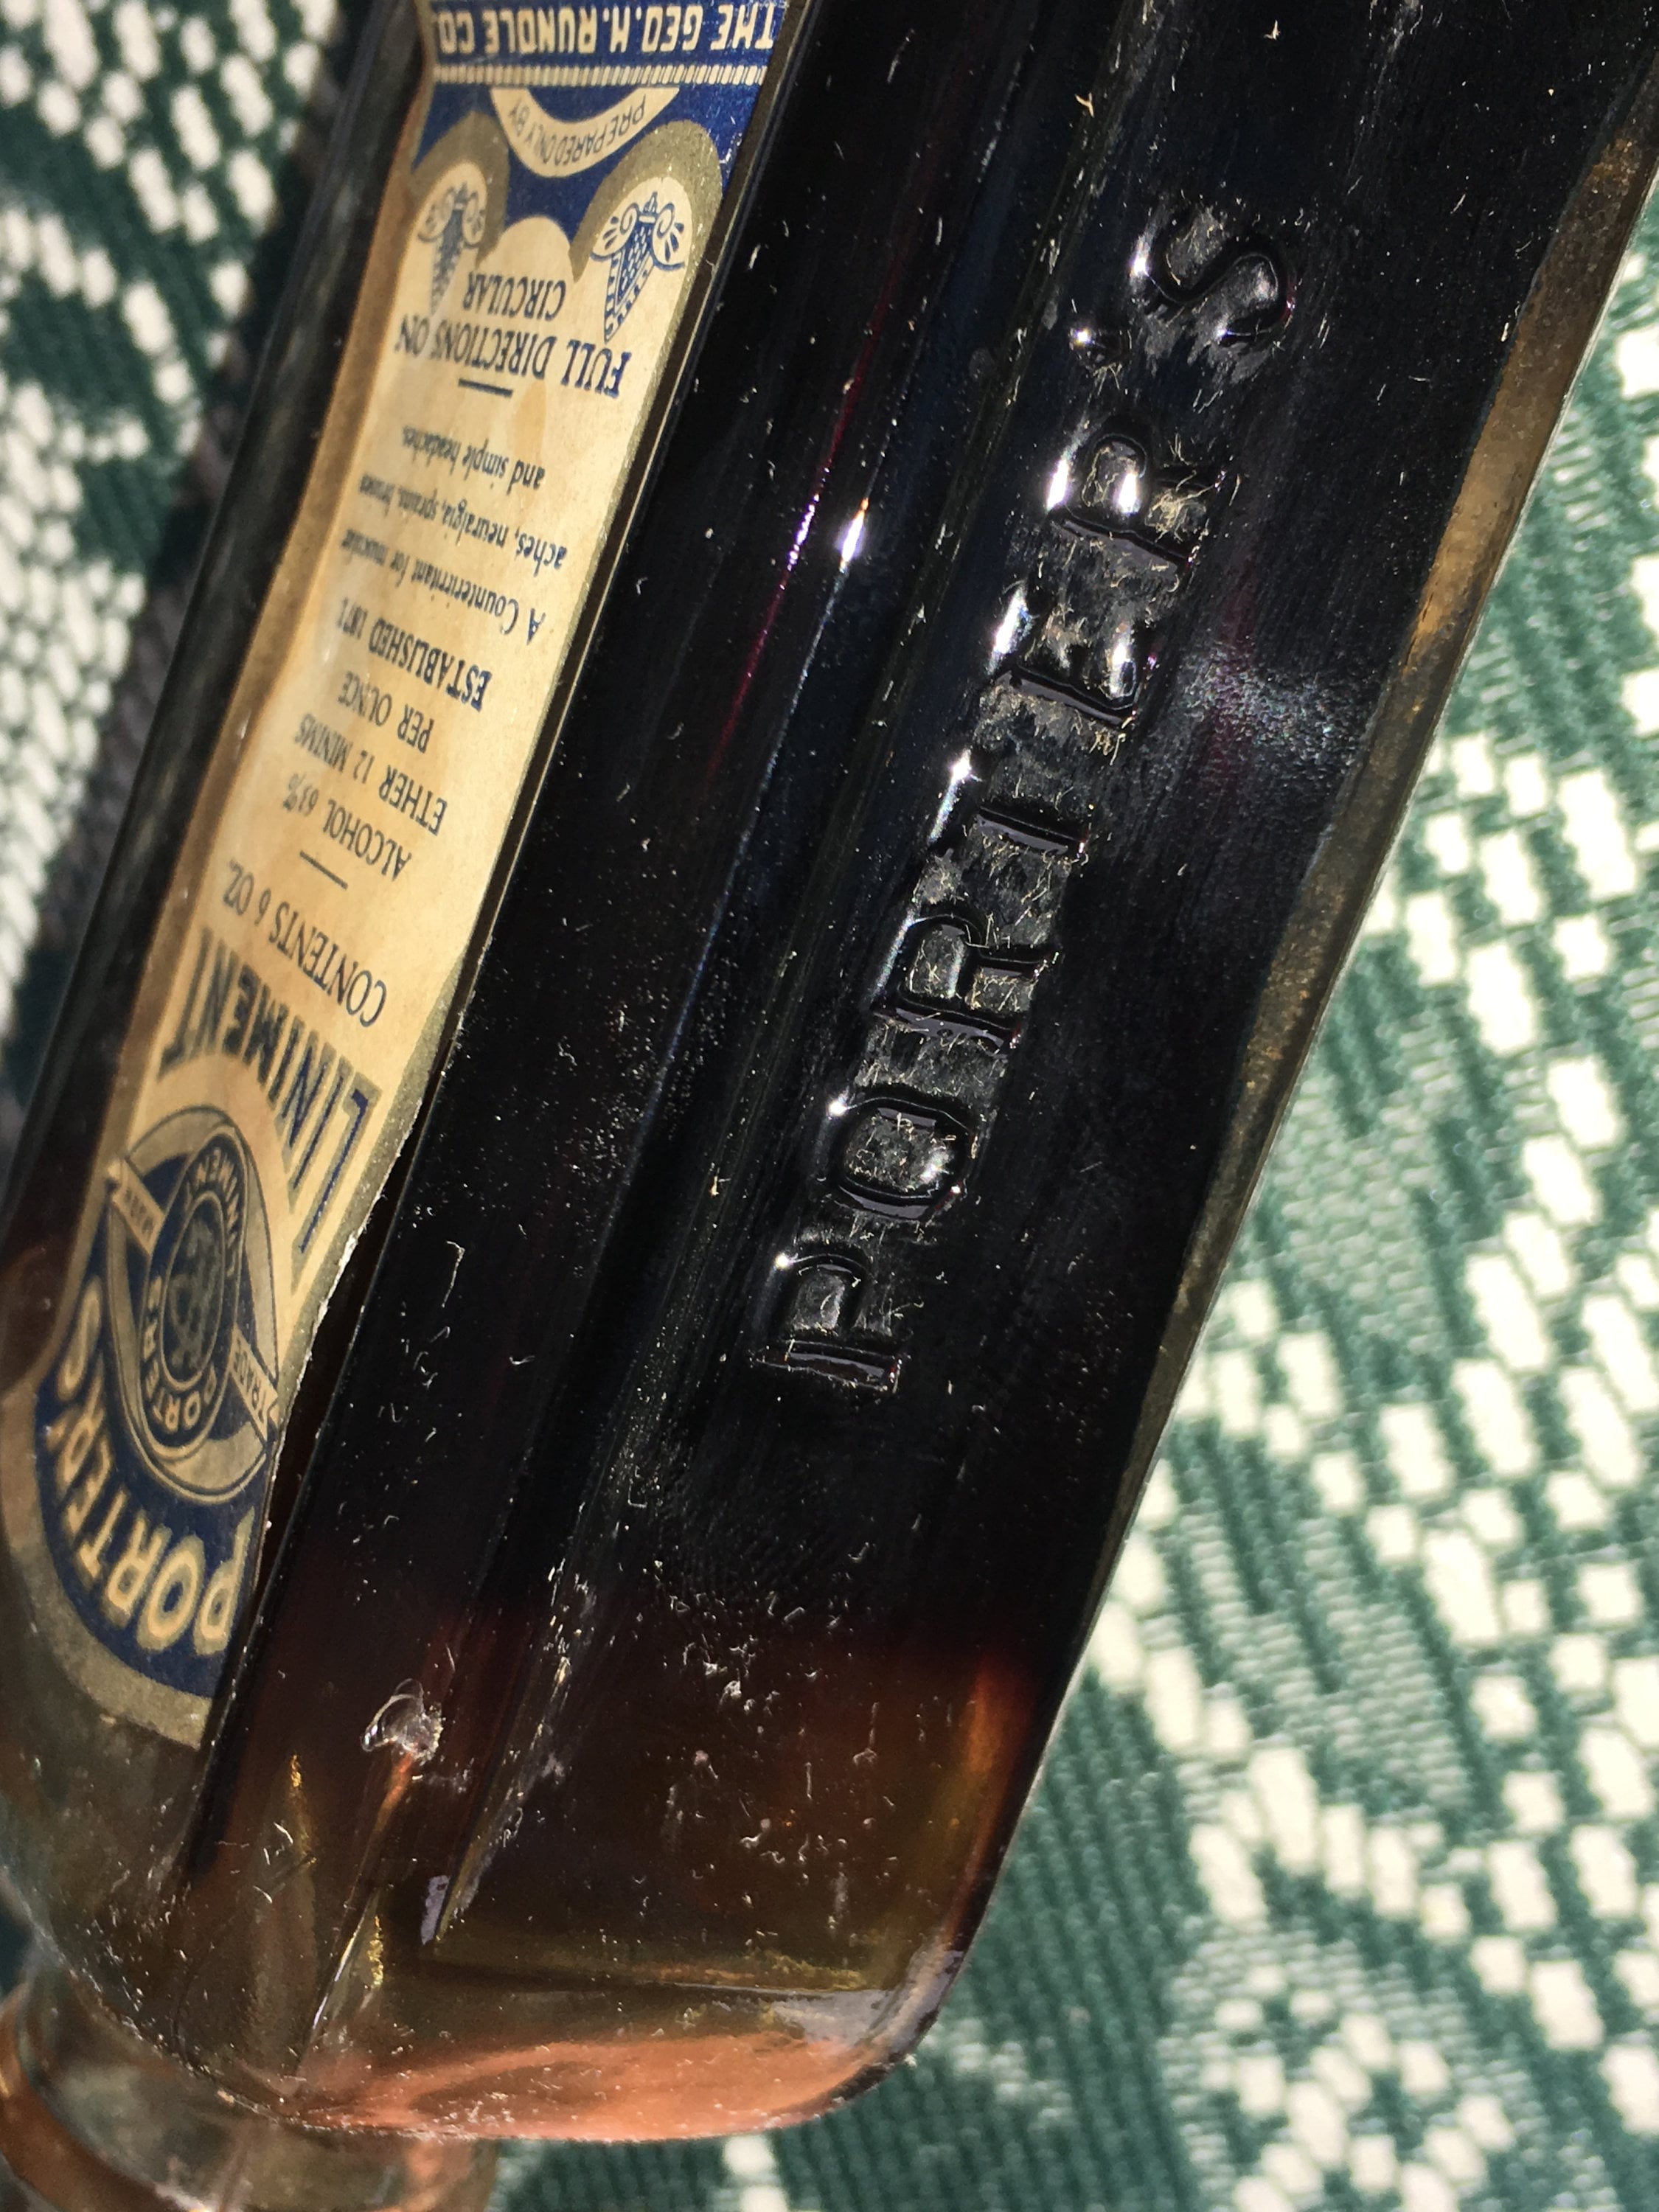 PORTER'S
PORTER'S LINIMENT
TRADE MARK
LINIMENT
CONTENTS 6 OZ.
ALCOHOL 63%
ETHER 12 MINIMS
PER OUNCE
ESTABLISHED 1871
A Counterirritant for muscular
aches, neuralgia, sprains, bruises
and simple headaches.
FULL DIRECTIONS ON
CIRCULAR
PREPARED ONLY BY
THE GEO. H. RUNDLE CO.
PORTER'S